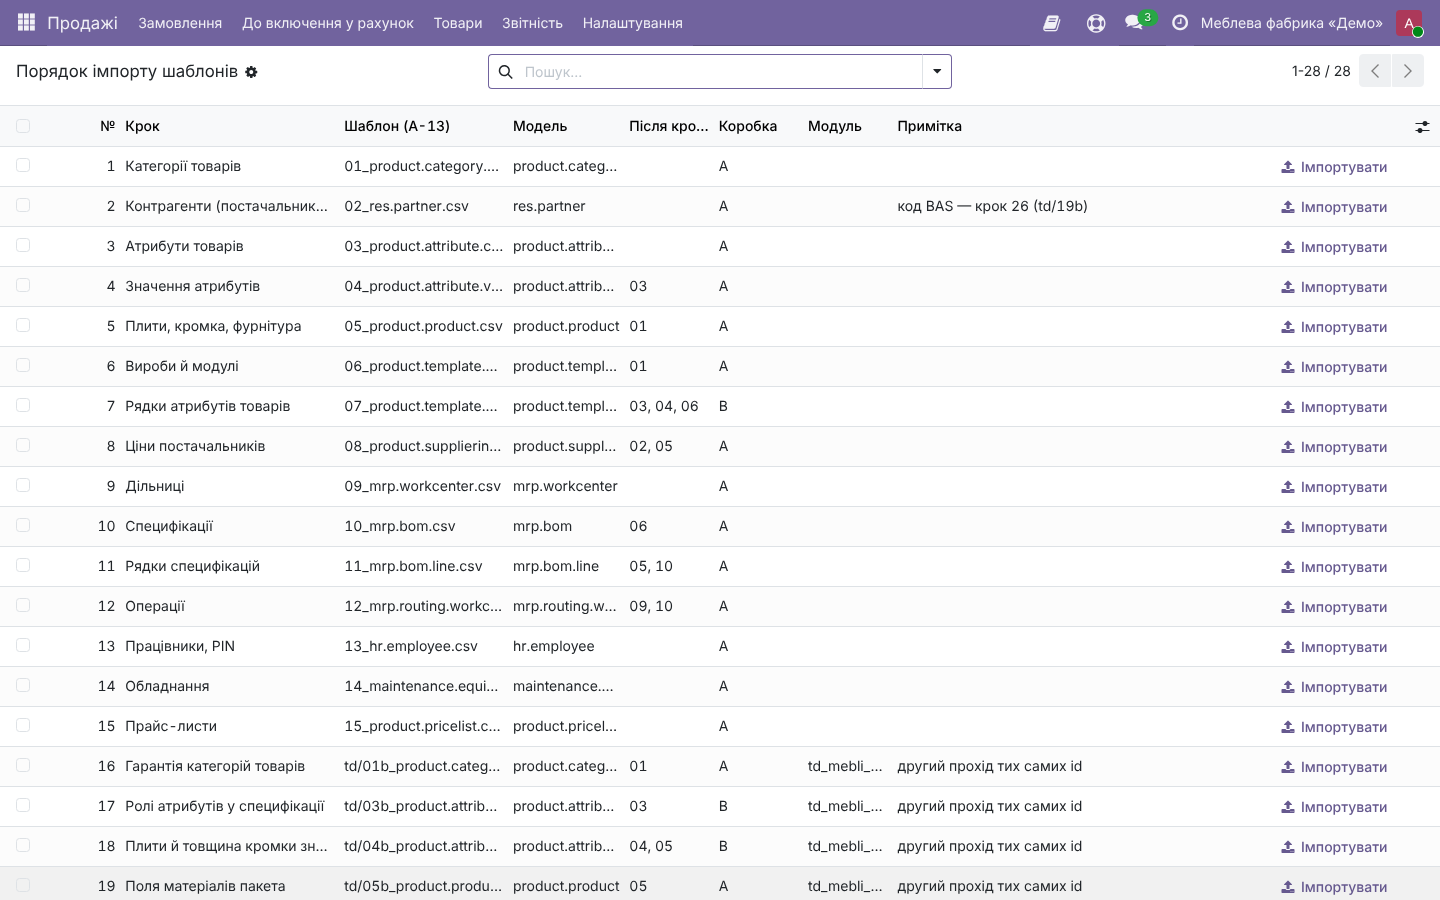 Продажі Замовлення До включення у рахунок Товари Звітність Налаштування 3 Меблева фабрика «Демо» A
Порядок імпорту шаблонів Пошук... 1-28 / 28
№ Крок Шаблон (А-13) Модель Після кро... Коробка Модуль Примітка
1 Категорії товарів 01_product.category.... product.categ... A Імпортувати
2 Контрагенти (постачальник... 02_res.partner.csv res.partner A код BAS — крок 26 (td/19b) Імпортувати
3 Атрибути товарів 03_product.attribute.c... product.attrib... A Імпортувати
4 Значення атрибутів 04_product.attribute.v... product.attrib... 03 A Імпортувати
5 Плити, кромка, фурнітура 05_product.product.csv product.product 01 A Імпортувати
6 Вироби й модулі 06_product.template.... product.templ... 01 A Імпортувати
7 Рядки атрибутів товарів 07_product.template.... product.templ... 03, 04, 06 B Імпортувати
8 Ціни постачальників 08_product.supplierin... product.suppl... 02, 05 A Імпортувати
9 Дільниці 09_mrp.workcenter.csv mrp.workcenter A Імпортувати
10 Специфікації 10_mrp.bom.csv mrp.bom 06 A Імпортувати
11 Рядки специфікацій 11_mrp.bom.line.csv mrp.bom.line 05, 10 A Імпортувати
12 Операції 12_mrp.routing.workc... mrp.routing.w... 09, 10 A Імпортувати
13 Працівники, PIN 13_hr.employee.csv hr.employee A Імпортувати
14 Обладнання 14_maintenance.equi... maintenance.... A Імпортувати
15 Прайс-листи 15_product.pricelist.c... product.pricel... A Імпортувати
16 Гарантія категорій товарів td/01b_product.categ... product.categ... 01 A td_mebli_... другий прохід тих самих id Імпортувати
17 Ролі атрибутів у специфікації td/03b_product.attrib... product.attrib... 03 B td_mebli_... другий прохід тих самих id Імпортувати
18 Плити й товщина кромки зн... td/04b_product.attrib... product.attrib... 04, 05 B td_mebli_... другий прохід тих самих id Імпортувати
19 Поля матеріалів пакета td/05b_product.produ... product.product 05 A td_mebli_... другий прохід тих самих id Імпортувати